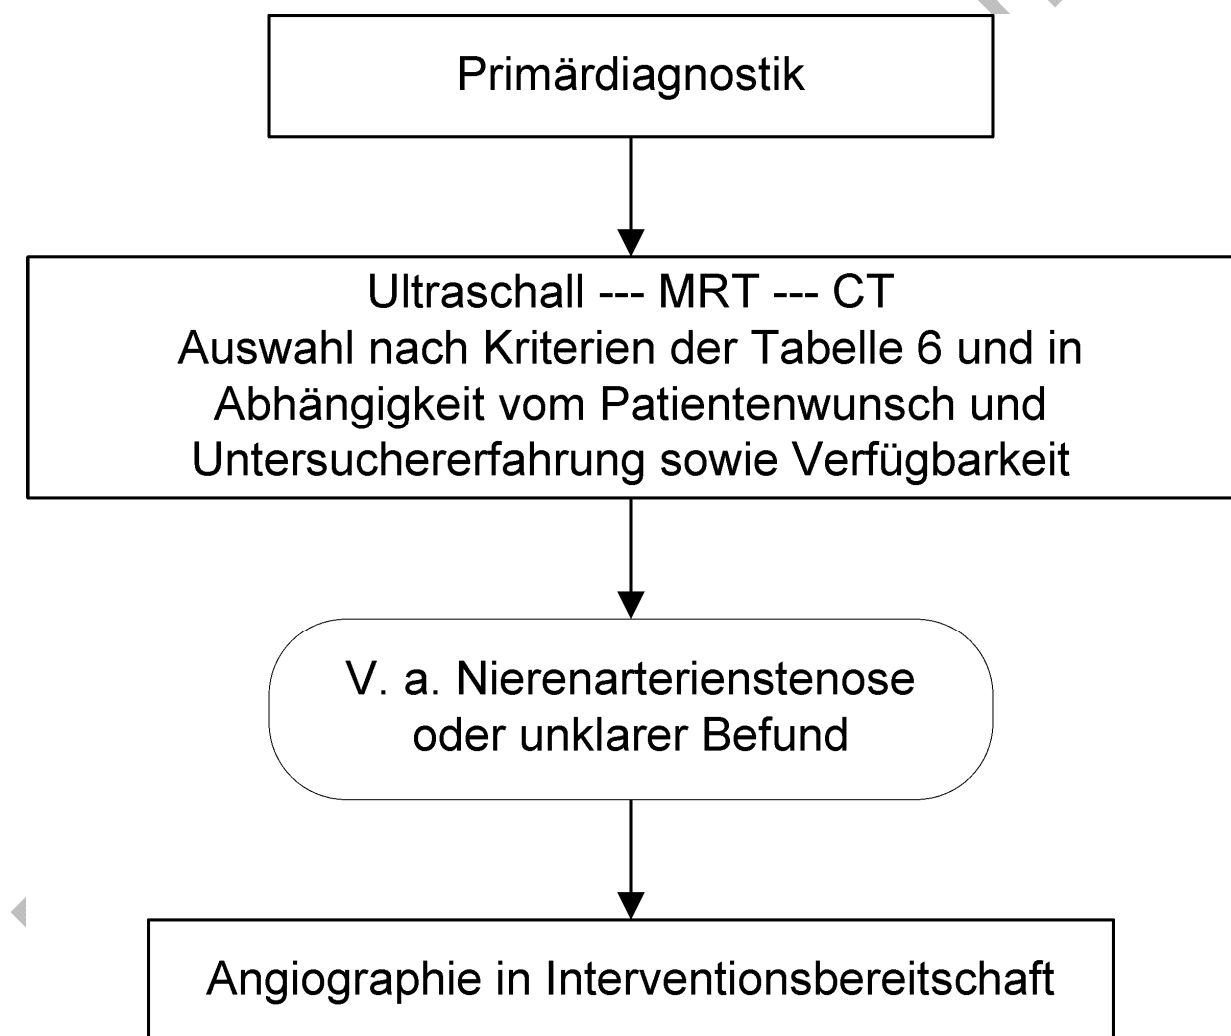 Primärdiagnostik
Ultraschall --- MRT --- CT
Auswahl nach Kriterien der Tabelle 6 und in
Abhängigkeit vom Patientenwunsch und
Untersuchererfahrung sowie Verfügbarkeit
V. a. Nierenarterienstenose
oder unklarer Befund
Angiographie in Interventionsbereitschaft